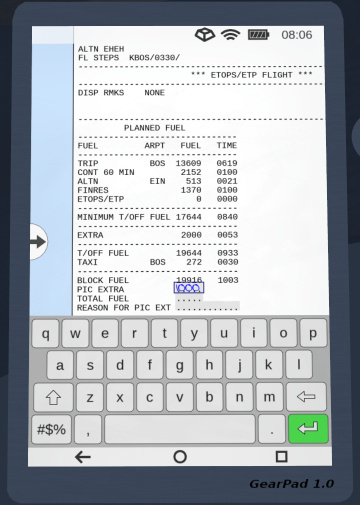 08:06
ALTN EHEH
FL STEPS KBOS/0330/
*** ETOPS/ETP FLIGHT ***
DISP RMKS NONE
PLANNED FUEL
FUEL ARPT FUEL TIME
TRIP BOS 13609 0619
CONT 60 MIN 2152 0100
ALTN EIN 513 0021
FINRES 1370 0100
ETOPS/ETP 0 0000
MINIMUM T/OFF FUEL 17644 0840
EXTRA 2000 0053
T/OFF FUEL 19644 0933
TAXI BOS 272 0030
BLOCK FUEL 19916 1003
PIC EXTRA
TOTAL FUEL .....
REASON FOR PIC EXT ............
q w e r t y u i o p
a s d f g h j k l
z x c v b n m
#$% , .
GearPad 1.0